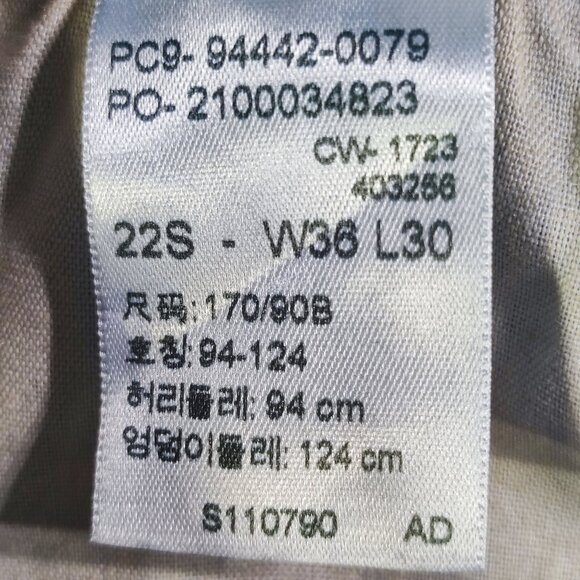 PC9- 94442-0079
PO- 2100034823
CW- 1723
403256
22S - W36 L30
尺码: 170/90B
호칭: 94-124
허리둘레: 94 cm
엉덩이둘레: 124 cm
S110790 AD